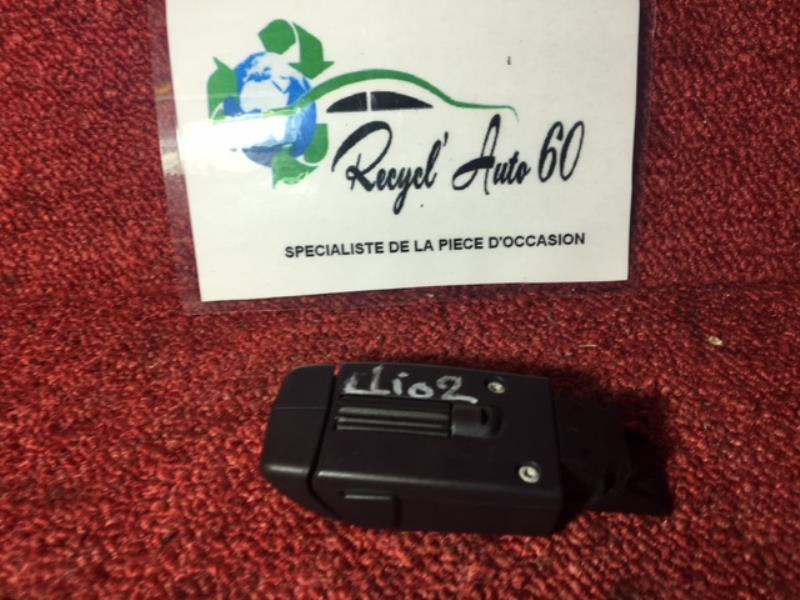 Recycl' Auto 60
SPECIALISTE DE LA PIECE D'OCCASION
clio2